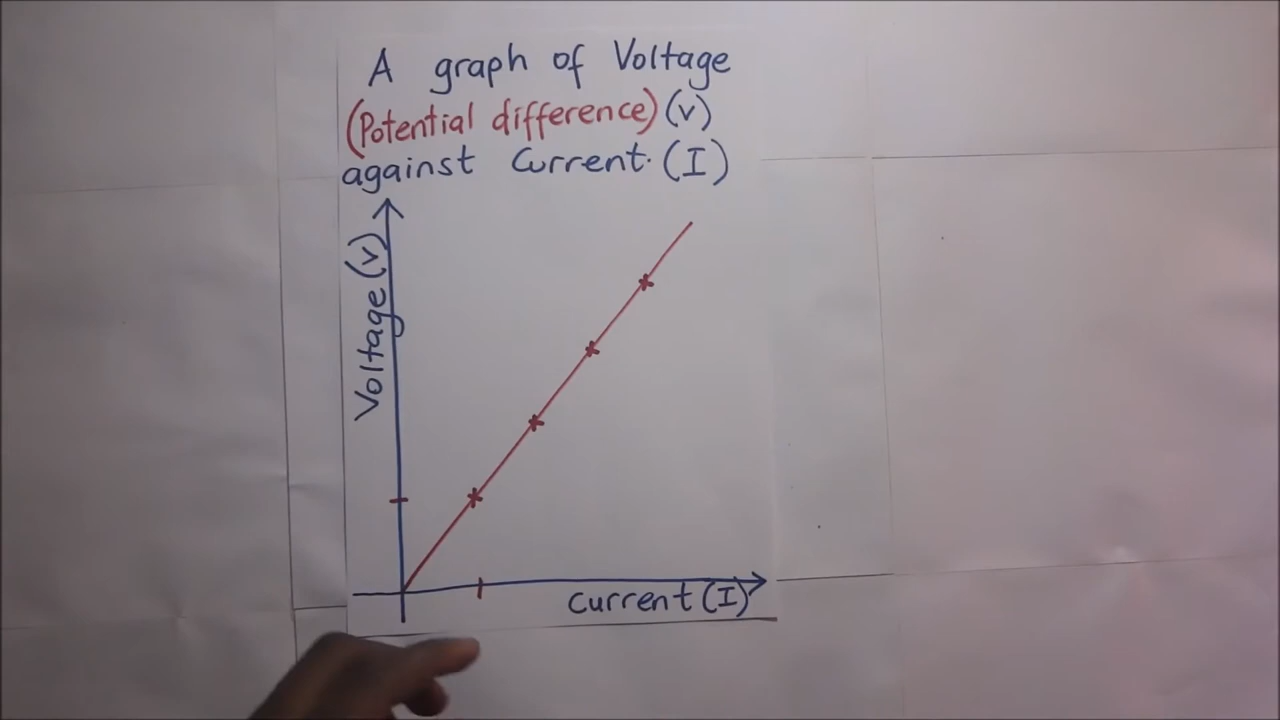 A graph of Voltage
(Potential difference) (V)
against Current. (I)
Voltage (V)
Current (I)